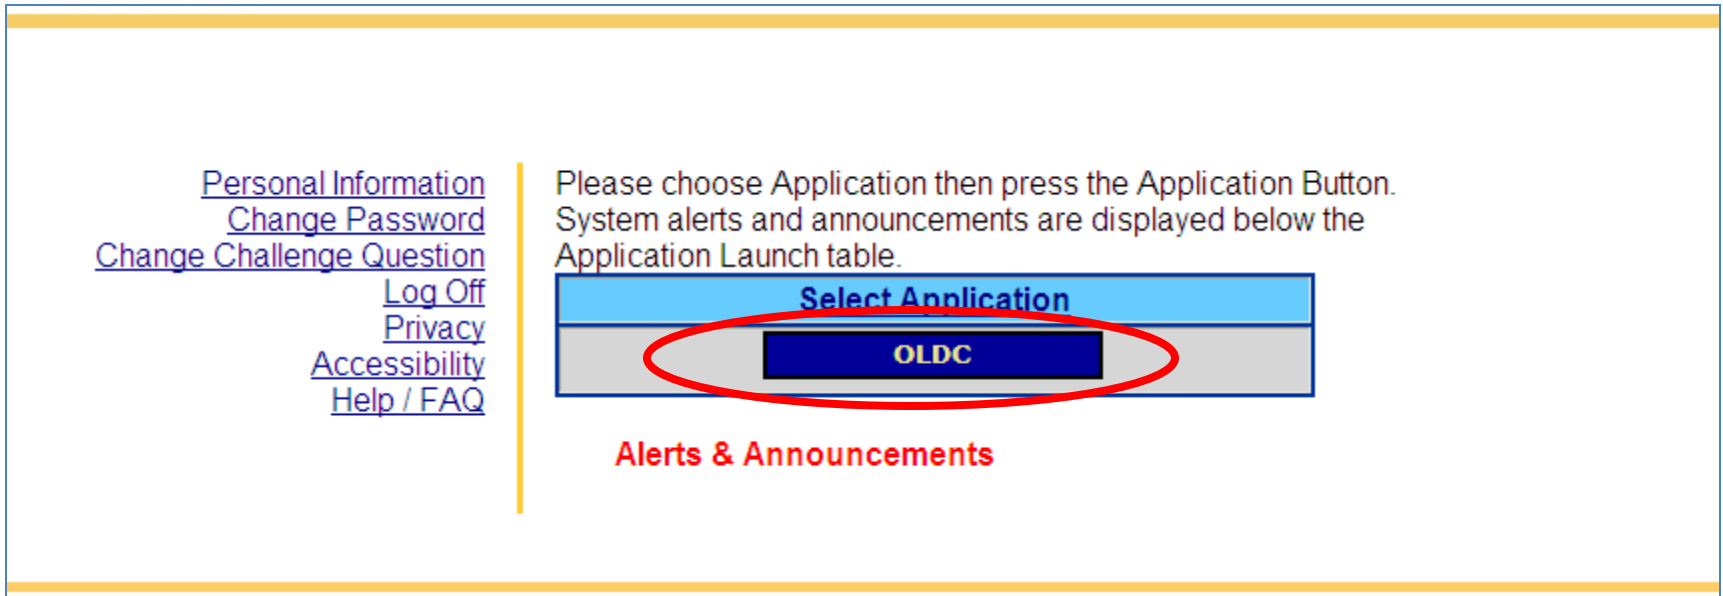 Personal Information
Change Password
Change Challenge Question
Log Off
Privacy
Accessibility
Help / FAQ
Please choose Application then press the Application Button.
System alerts and announcements are displayed below the
Application Launch table.
Select Application
OLDC
Alerts & Announcements